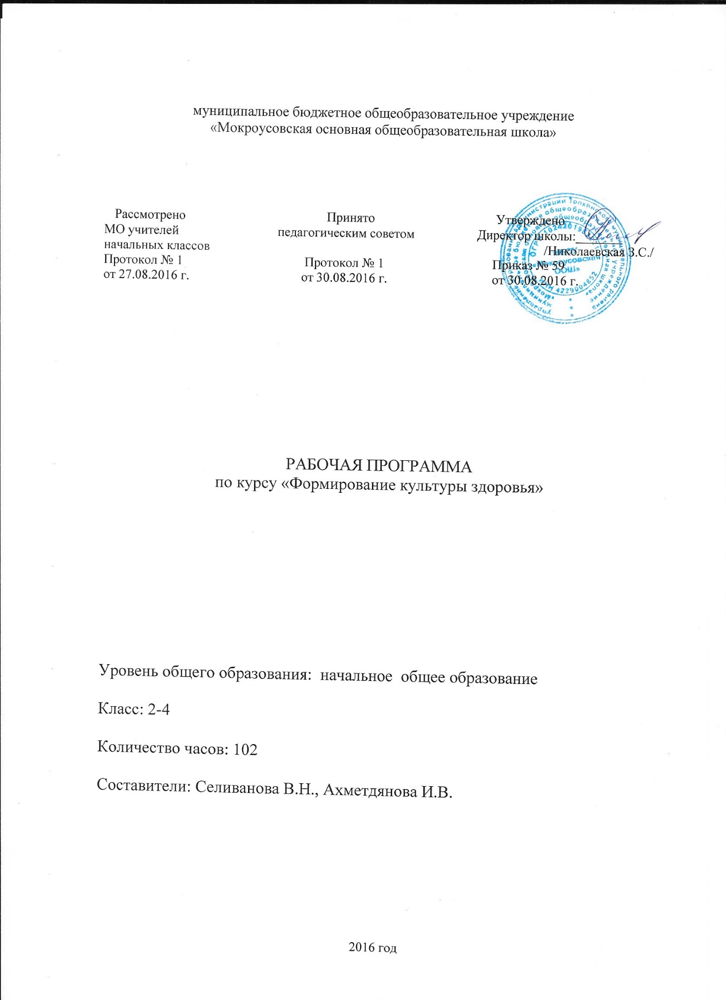 муниципальное бюджетное общеобразовательное учреждение
«Мокроусовская основная общеобразовательная школа»
Рассмотрено
МО учителей
начальных классов
Протокол № 1
от 27.08.2016 г.
Принято
педагогическим советом
Протокол № 1
от 30.08.2016 г.
Утверждено
Директор школы:_______
/Николаевская З.С./
Приказ № 59
от 30.08.2016 г.
«Мокроусовская
ООШ»
ИНН 4229004852
РАБОЧАЯ ПРОГРАММА
по курсу «Формирование культуры здоровья»
Уровень общего образования: начальное общее образование
Класс: 2-4
Количество часов: 102
Составители: Селиванова В.Н., Ахметдянова И.В.
2016 год